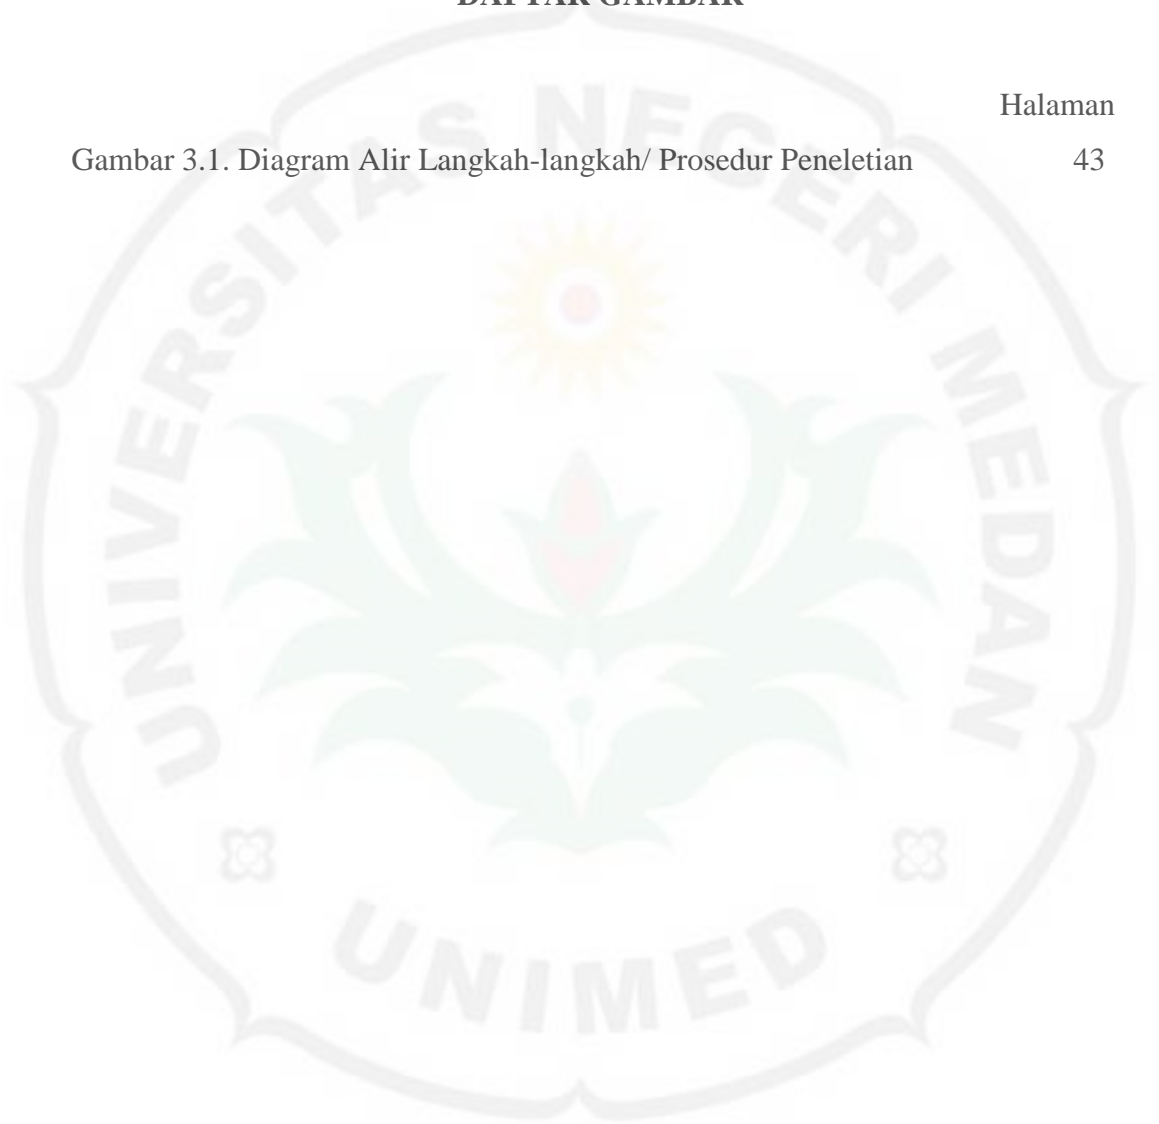 DAFTAR GAMBAR
Halaman
Gambar 3.1. Diagram Alir Langkah-langkah/ Prosedur Peneletian 43
UNIVERSITAS NEGERI MEDAN
UNIMED